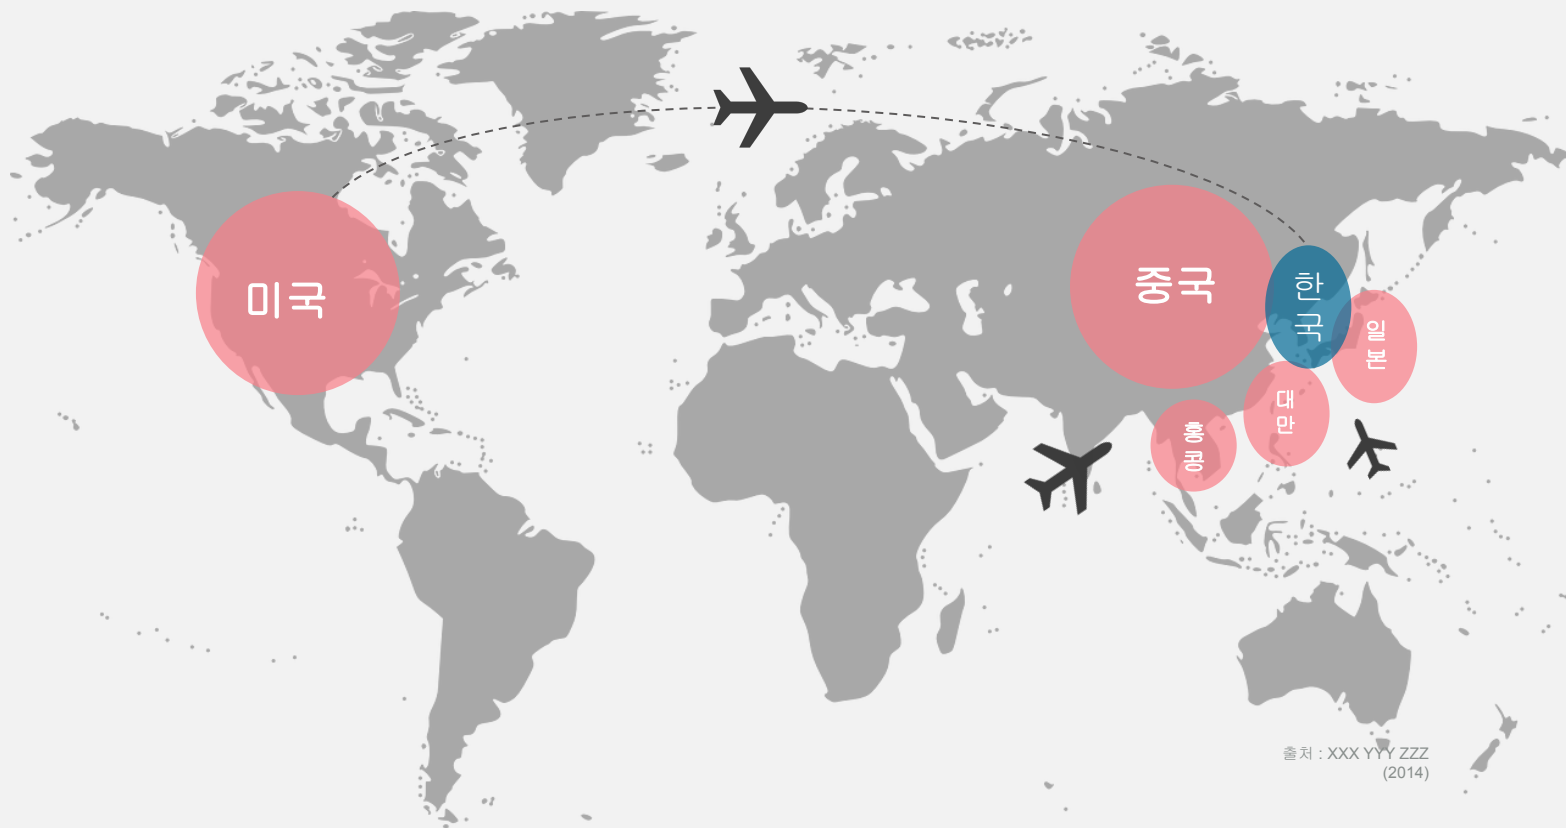 미국
중국
한
국
일
본
대
만
홍
콩
출처 : XXX YYY ZZZ
(2014)